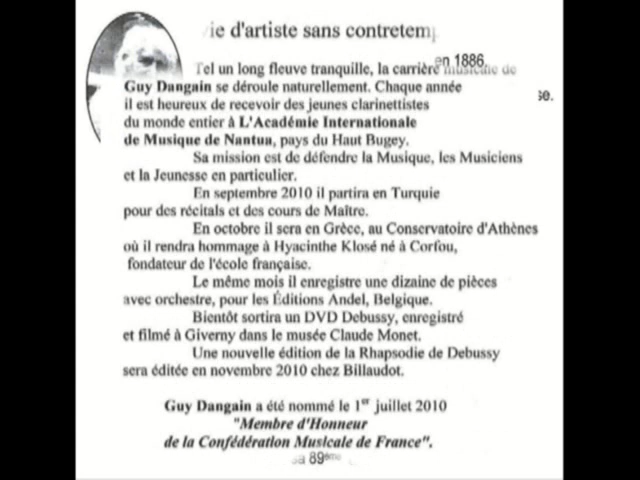 ie d'artiste sans contretem
en 1886
Tel un long fleuve tranquille, la carrière musicale de
Guy Dangain se déroule naturellement. Chaque année
il est heureux de recevoir des jeunes clarinettistes
se.
du monde entier à L'Académie Internationale
de Musique de Nantua, pays du Haut Bugey.
Sa mission est de défendre la Musique, les Musiciens
et la Jeunesse en particulier.
En septembre 2010 il partira en Turquie
pour des récitals et des cours de Maître.
En octobre il sera en Grèce, au Conservatoire d'Athènes
où il rendra hommage à Hyacinthe Klosé né à Corfou,
fondateur de l'école française.
Le même mois il enregistre une dizaine de pièces
avec orchestre, pour les Éditions Andel, Belgique.
Bientôt sortira un DVD Debussy, enregistré
et filmé à Giverny dans le musée Claude Monet.
Une nouvelle édition de la Rhapsodie de Debussy
sera éditée en novembre 2010 chez Billaudot.
Guy Dangain a été nommé le 1er juillet 2010
"Membre d'Honneur
de la Confédération Musicale de France".
sa 89ème